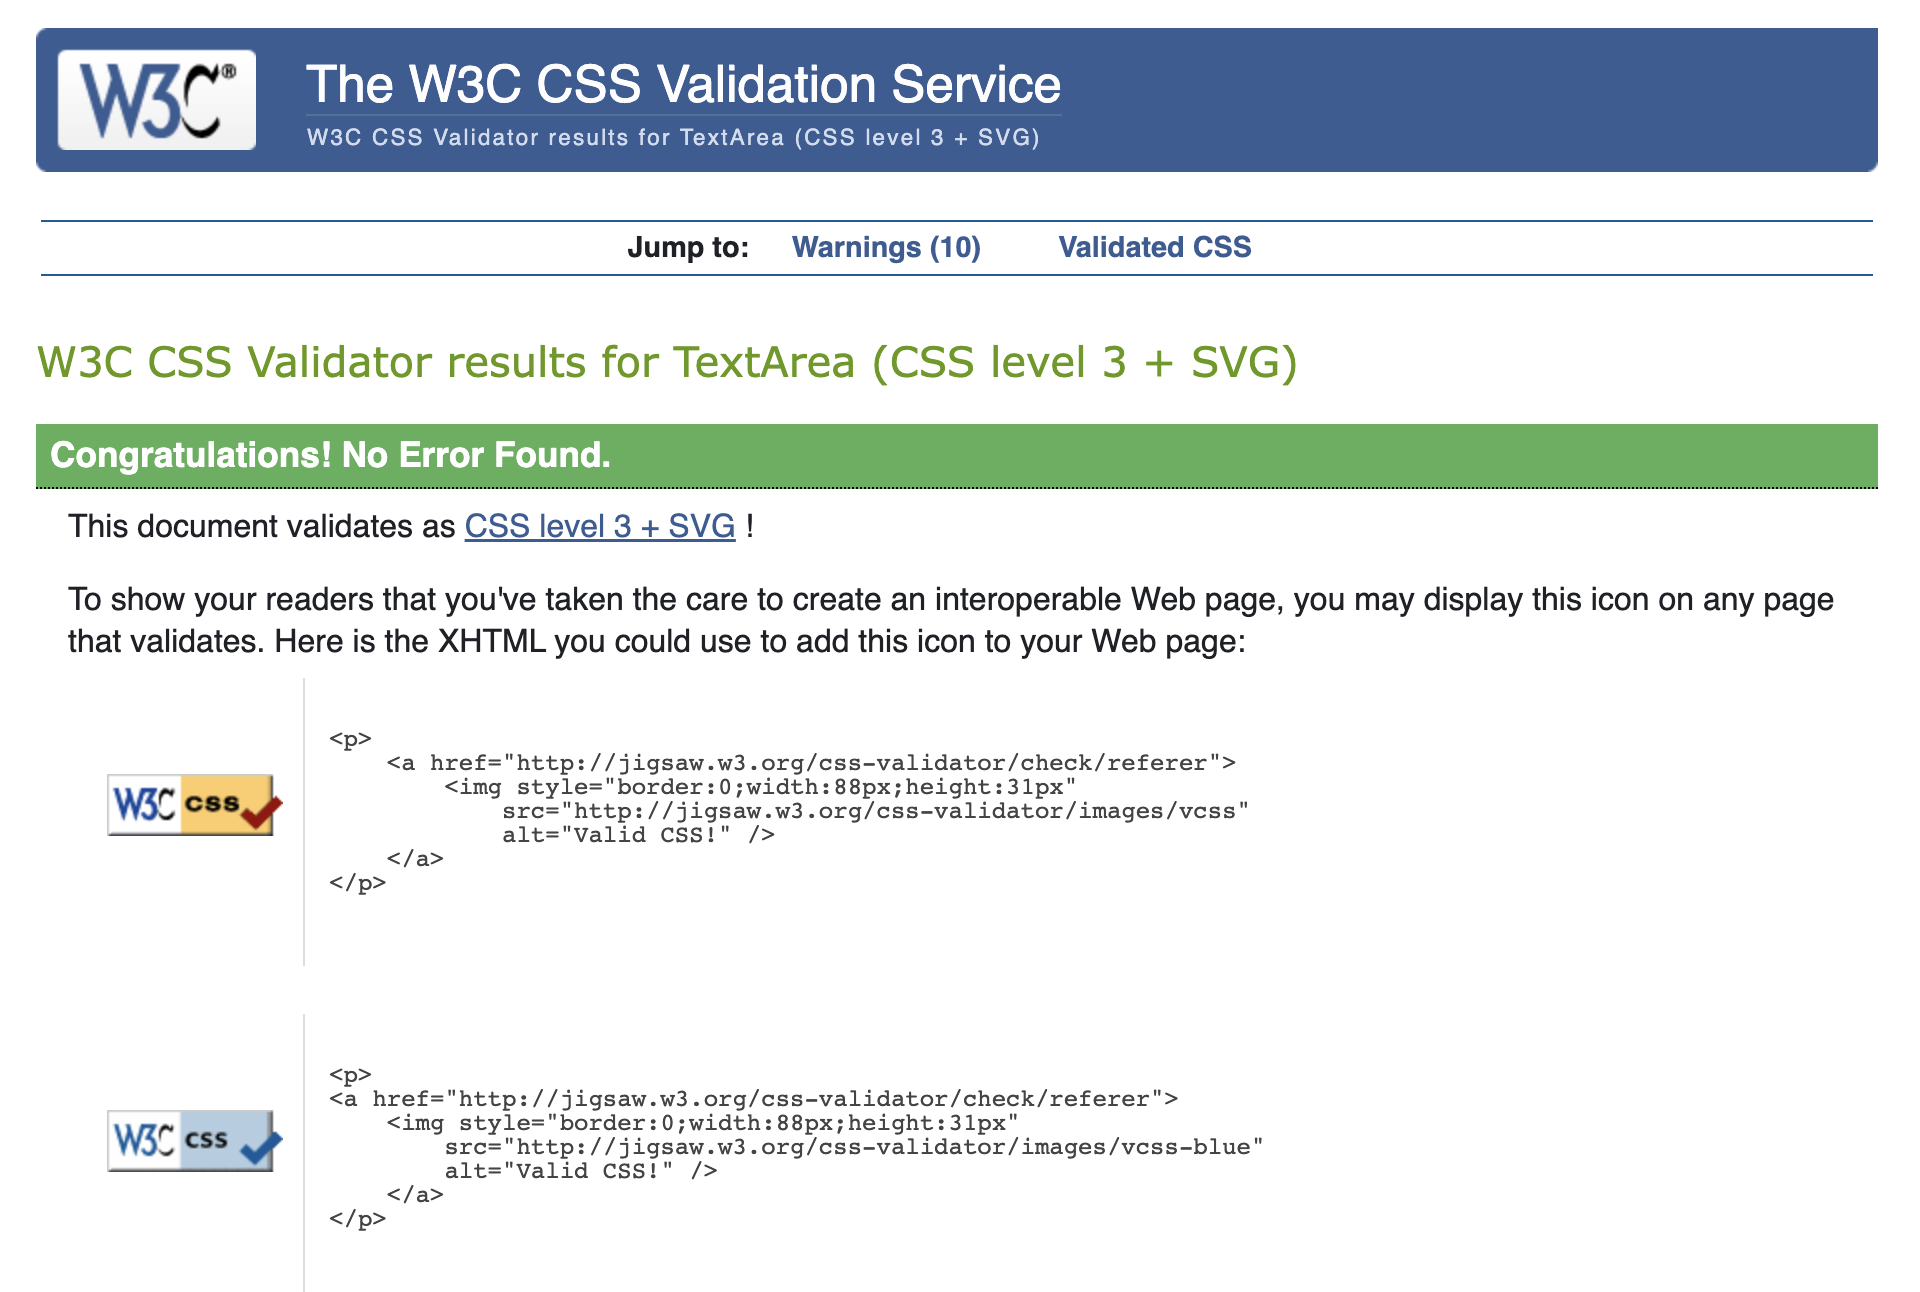 W3C®
The W3C CSS Validation Service
W3C CSS Validator results for TextArea (CSS level 3 + SVG)
Jump to: Warnings (10) Validated CSS
W3C CSS Validator results for TextArea (CSS level 3 + SVG)
Congratulations! No Error Found.
This document validates as CSS level 3 + SVG !
To show your readers that you've taken the care to create an interoperable Web page, you may display this icon on any page
that validates. Here is the XHTML you could use to add this icon to your Web page:
W3C css
<p>
    <a href="http://jigsaw.w3.org/css-validator/check/referer">
        <img style="border:0;width:88px;height:31px"
            src="http://jigsaw.w3.org/css-validator/images/vcss"
            alt="Valid CSS!" />
    </a>
</p>
W3C css
<p>
<a href="http://jigsaw.w3.org/css-validator/check/referer">
    <img style="border:0;width:88px;height:31px"
        src="http://jigsaw.w3.org/css-validator/images/vcss-blue"
        alt="Valid CSS!" />
    </a>
</p>